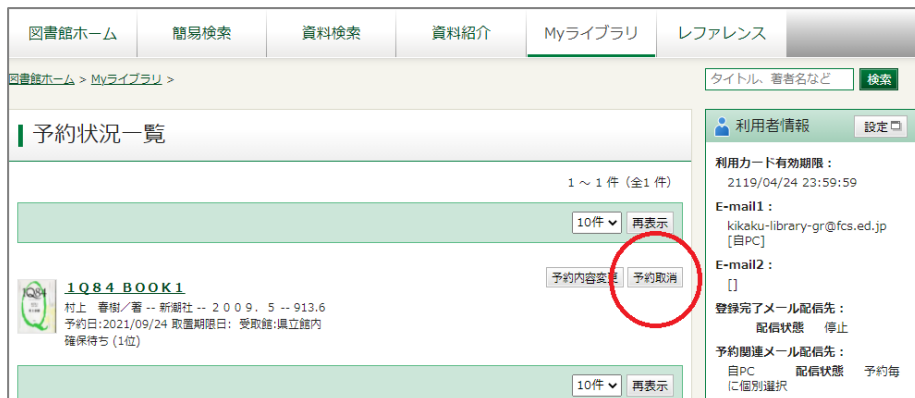 図書館ホーム 簡易検索 資料検索 資料紹介 Myライブラリ レファレンス
図書館ホーム > Myライブラリ >
タイトル、著者名など 検索
予約状況一覧
1 ～ 1 件（全1 件）
10件 再表示
予約内容変更 予約取消
1Q84
1Q84 BOOK1
村上 春樹／著 -- 新潮社 -- ２００９．５ -- 913.6
予約日:2021/09/24 取置期限日: 受取館:県立館内
確保待ち (1位)
10件 再表示
利用者情報 設定
利用カード有効期限：
2119/04/24 23:59:59
E-mail1：
kikaku-library-gr@fcs.ed.jp
[自PC]
E-mail2：
[]
登録完了メール配信先：
配信状態 停止
予約関連メール配信先：
自PC 配信状態 予約毎
に個別選択